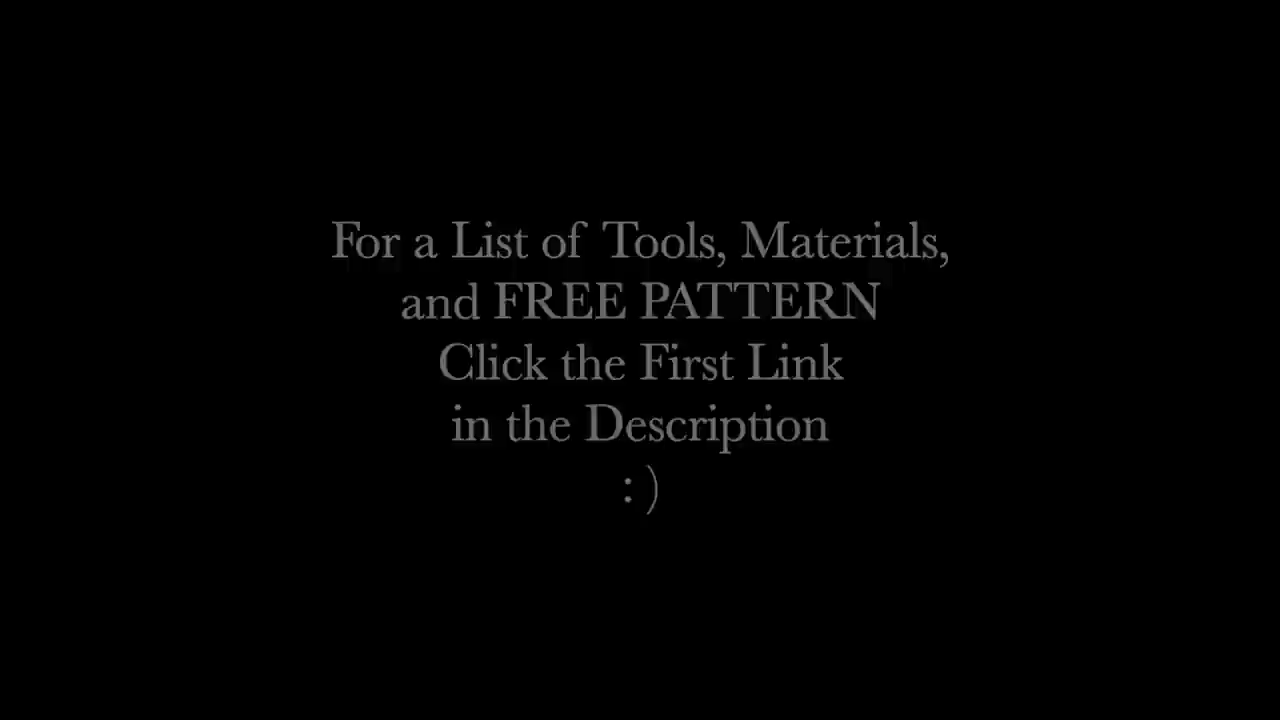 For a List of Tools, Materials,
and FREE PATTERN
Click the First Link
in the Description
: )